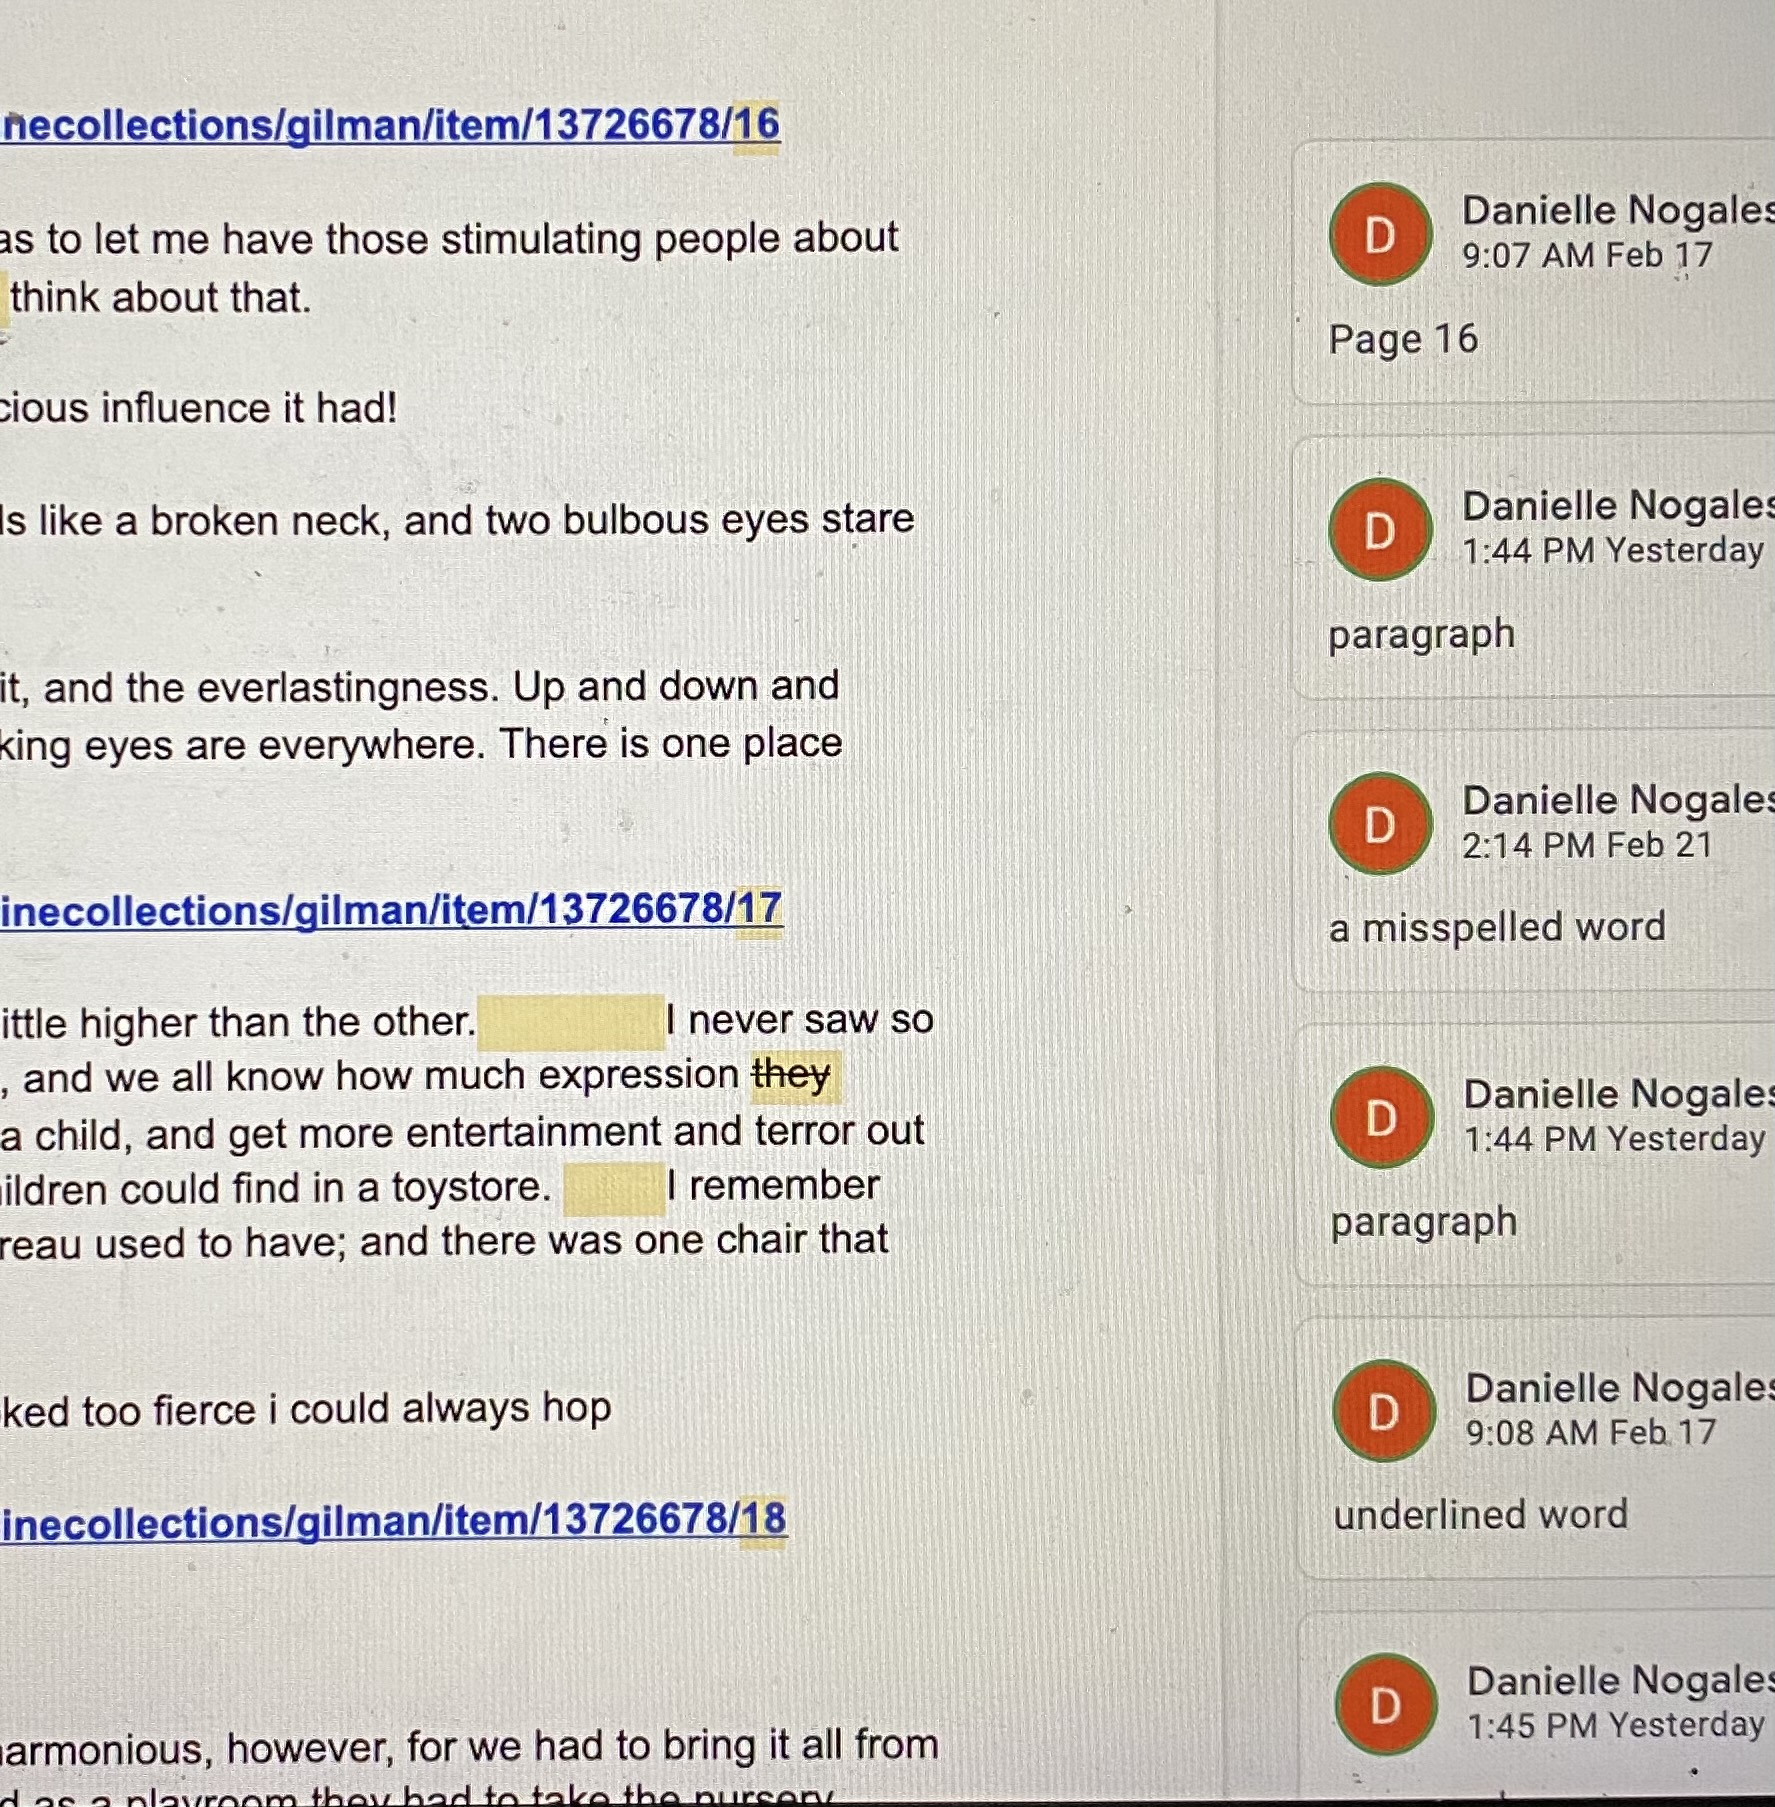 necollections/gilman/item/13726678/16
as to let me have those stimulating people about
think about that.
cious influence it had!
ls like a broken neck, and two bulbous eyes stare
it, and the everlastingness. Up and down and
king eyes are everywhere. There is one place
inecollections/gilman/item/13726678/17
ittle higher than the other. I never saw so
, and we all know how much expression they
a child, and get more entertainment and terror out
ildren could find in a toystore. I remember
reau used to have; and there was one chair that
ked too fierce i could always hop
inecollections/gilman/item/13726678/18
armonious, however, for we had to bring it all from
d as a playroom they had to take the nursery
D
Danielle Nogales
9:07 AM Feb 17
Page 16
D
Danielle Nogales
1:44 PM Yesterday
paragraph
D
Danielle Nogales
2:14 PM Feb 21
a misspelled word
D
Danielle Nogales
1:44 PM Yesterday
paragraph
D
Danielle Nogales
9:08 AM Feb 17
underlined word
D
Danielle Nogales
1:45 PM Yesterday